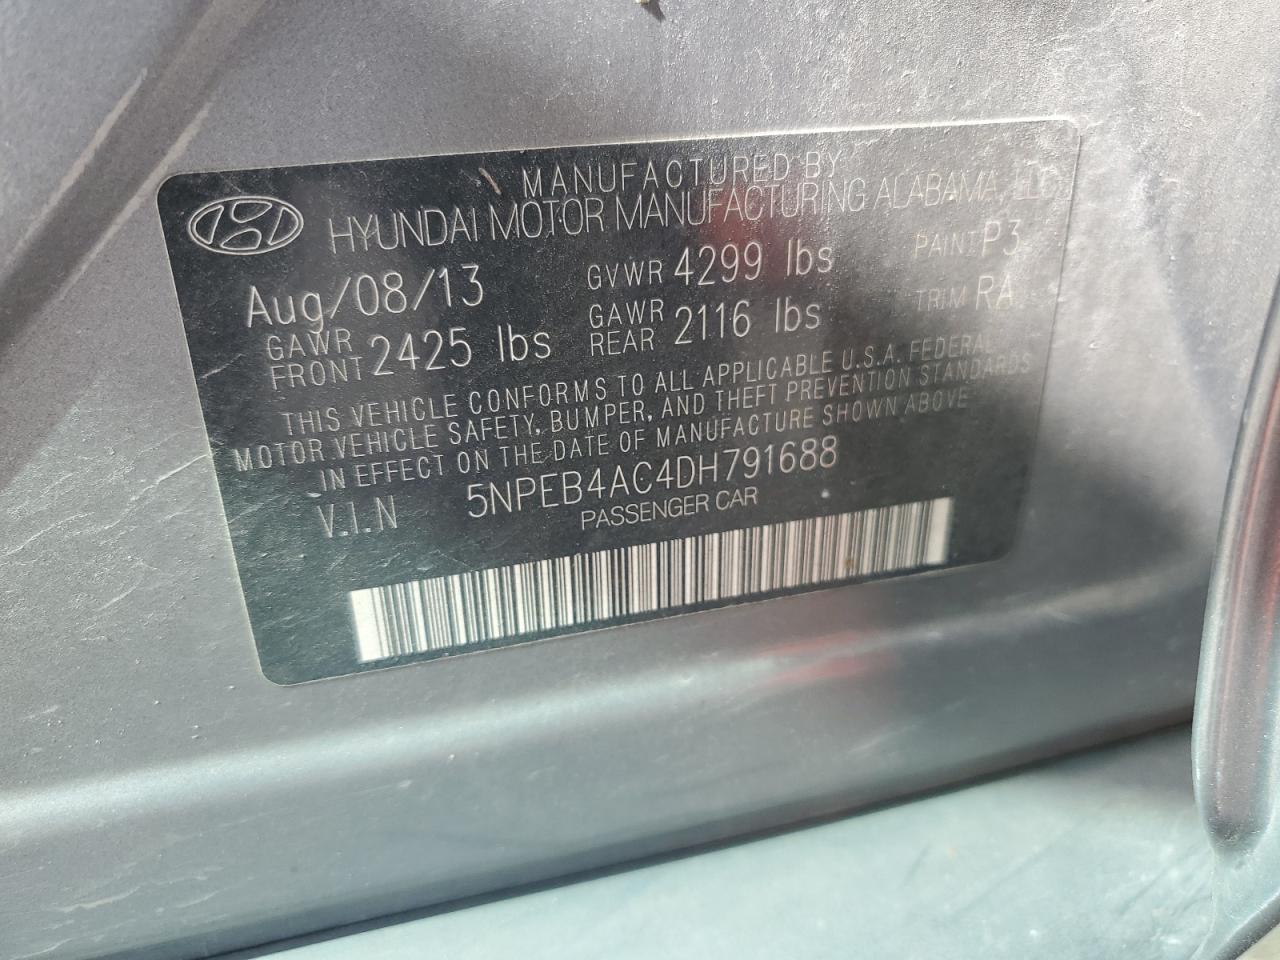 MANUFACTURED BY
HYUNDAI MOTOR MANUFACTURING ALABAMA, LLC
Aug/08/13 GVWR 4299 lbs PAINT P3
GAWR FRONT 2425 lbs GAWR REAR 2116 lbs TRIM RA
THIS VEHICLE CONFORMS TO ALL APPLICABLE U.S.A. FEDERAL
MOTOR VEHICLE SAFETY, BUMPER, AND THEFT PREVENTION STANDARDS
IN EFFECT ON THE DATE OF MANUFACTURE SHOWN ABOVE
V.I.N 5NPEB4AC4DH791688
PASSENGER CAR